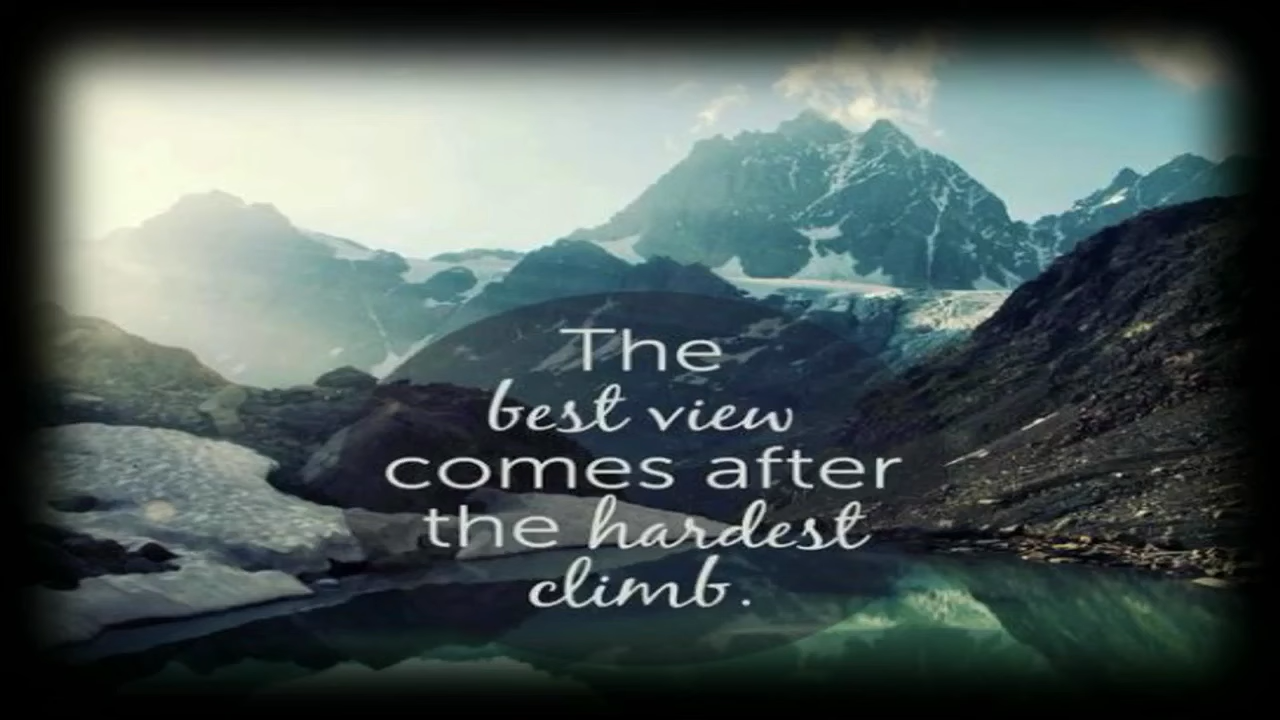 The
best view
comes after
the hardest
climb.